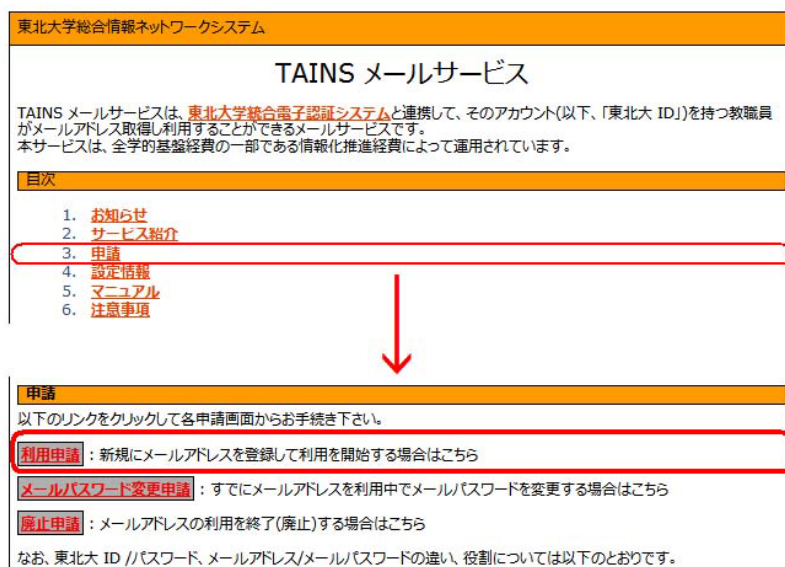 東北大学総合情報ネットワークシステム
TAINS メールサービス
TAINS メールサービスは、東北大学統合電子認証システムと連携して、そのアカウント(以下、「東北大 ID」)を持つ教職員
がメールアドレス取得し利用することができるメールサービスです。
本サービスは、全学的基盤経費の一部である情報化推進経費によって運用されています。
目次
1. お知らせ
2. サービス紹介
3. 申請
4. 設定情報
5. マニュアル
6. 注意事項
申請
以下のリンクをクリックして各申請画面からお手続き下さい。
利用申請：新規にメールアドレスを登録して利用を開始する場合はこちら
メールパスワード変更申請：すでにメールアドレスを利用中でメールパスワードを変更する場合はこちら
廃止申請：メールアドレスの利用を終了(廃止)する場合はこちら
なお、東北大 ID /パスワード、メールアドレス/メールパスワードの違い、役割については以下のとおりです。